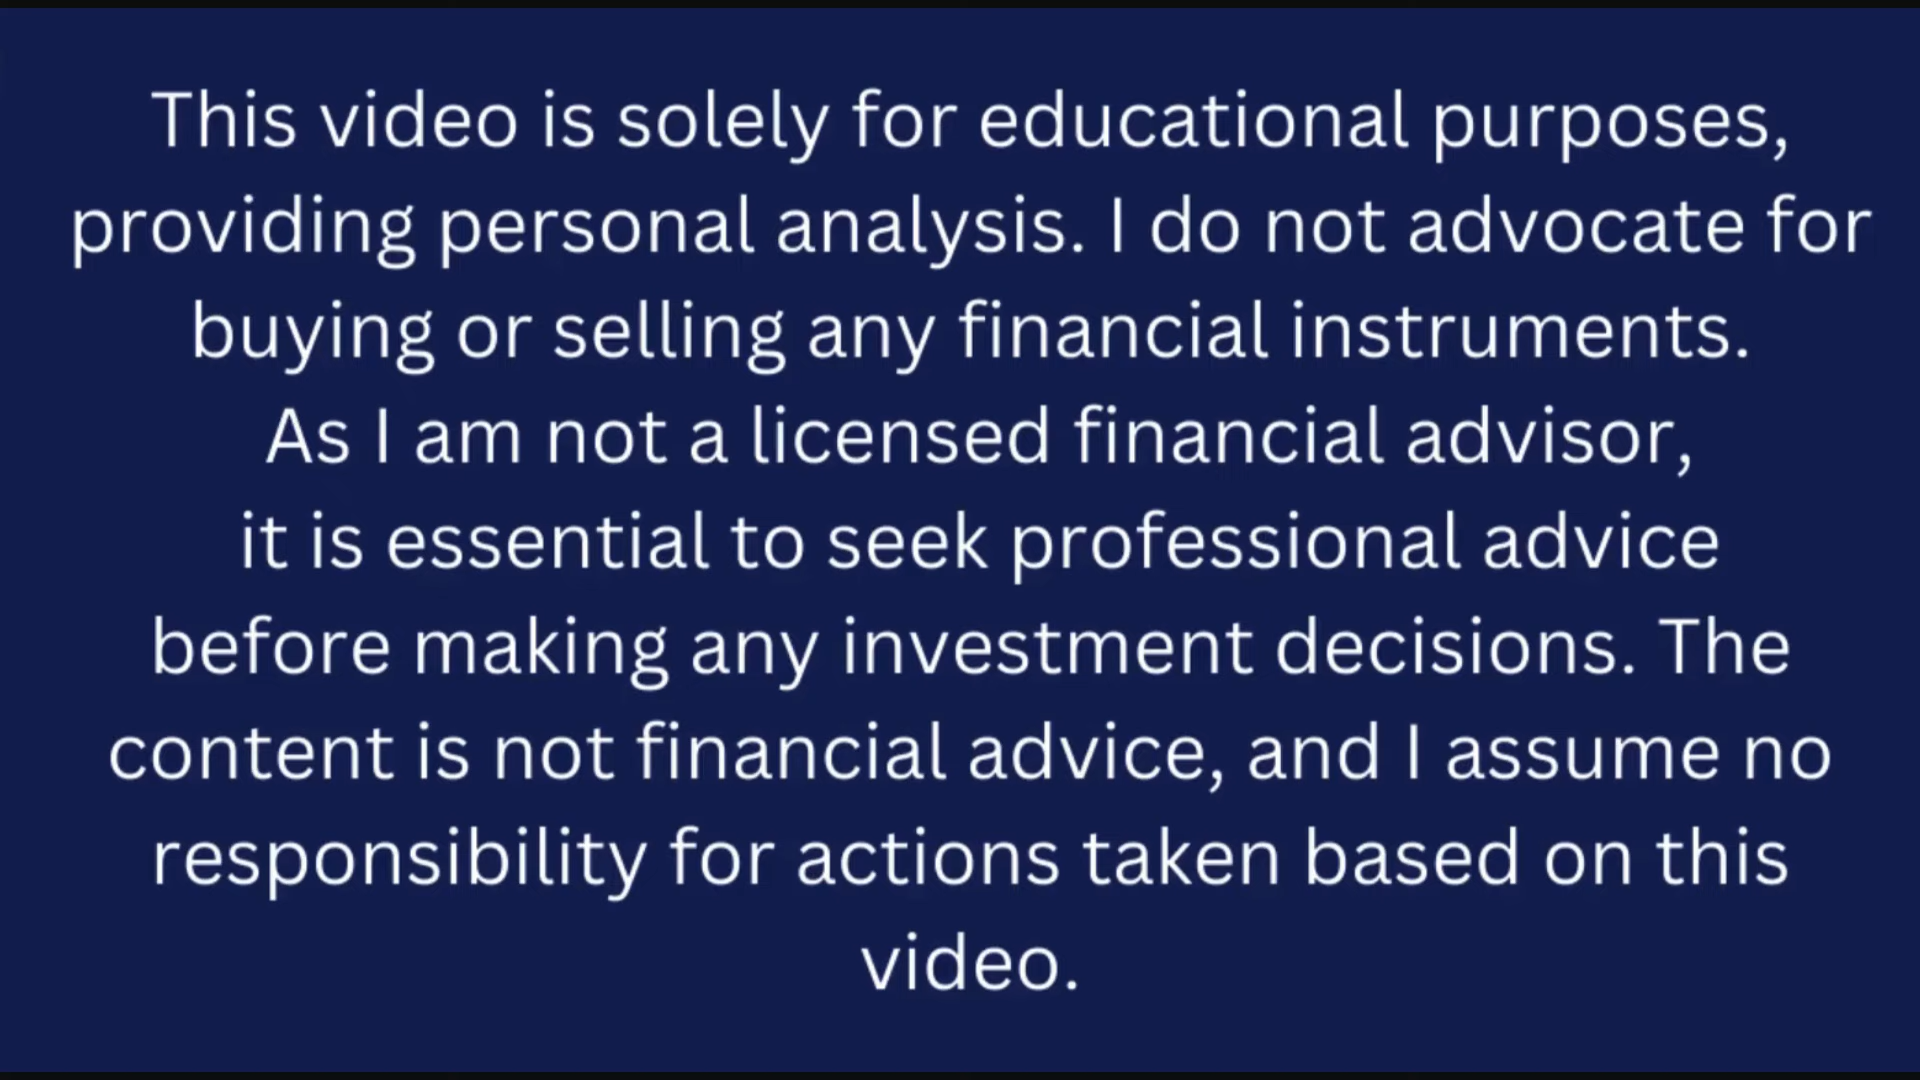 This video is solely for educational purposes,
providing personal analysis. I do not advocate for
buying or selling any financial instruments.
As I am not a licensed financial advisor,
it is essential to seek professional advice
before making any investment decisions. The
content is not financial advice, and I assume no
responsibility for actions taken based on this
video.